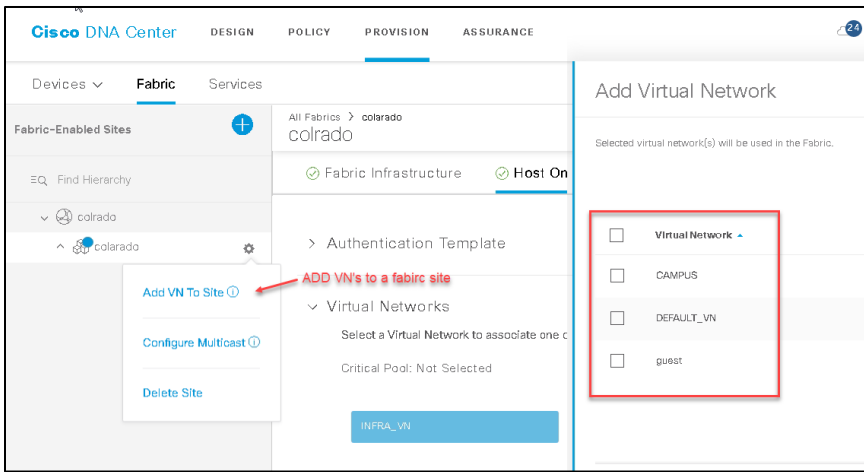 Cisco DNA Center DESIGN POLICY PROVISION ASSURANCE 24
Devices Fabric Services
Fabric-Enabled Sites
Find Hierarchy
colrado
colarado
Add VN To Site
Configure Multicast
Delete Site
ADD VN's to a fabirc site
All Fabrics > colarado
colrado
Fabric Infrastructure Host On
> Authentication Template
Virtual Networks
Select a Virtual Network to associate one o
Critical Pool: Not Selected
INFRA_VN
Add Virtual Network
Selected virtual network(s) will be used in the Fabric.
Virtual Network
CAMPUS
DEFAULT_VN
guest